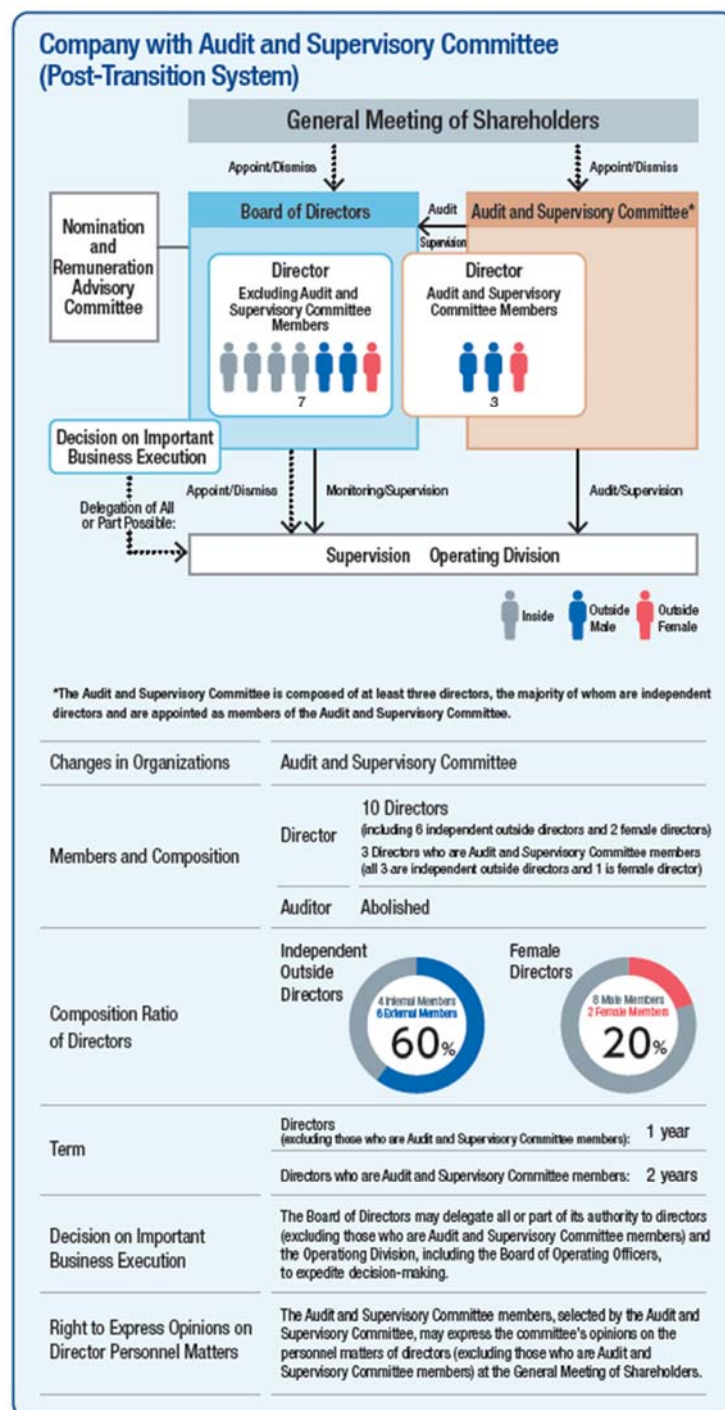 Company with Audit and Supervisory Committee
(Post-Transition System)
General Meeting of Shareholders
Appoint/Dismiss
Appoint/Dismiss
Nomination
and
Remuneration
Advisory
Committee
Board of Directors
Audit
Supervision
Audit and Supervisory Committee*
Director
Excluding Audit and
Supervisory Committee
Members
7
Director
Audit and Supervisory
Committee Members
3
Decision on Important
Business Execution
Delegation of All
or Part Possible:
Appoint/Dismiss
Monitoring/Supervision
Audit/Supervision
Supervision Operating Division
Inside
Outside
Male
Outside
Female
*The Audit and Supervisory Committee is composed of at least three directors, the majority of whom are independent
directors and are appointed as members of the Audit and Supervisory Committee.
Changes in Organizations
Audit and Supervisory Committee
Members and Composition
Director
10 Directors
(including 6 independent outside directors and 2 female directors)
3 Directors who are Audit and Supervisory Committee members
(all 3 are independent outside directors and 1 is female director)
Auditor
Abolished
Composition Ratio
of Directors
Independent
Outside
Directors
4 Internal Members
6 External Members
60%
Female
Directors
8 Male Members
2 Female Members
20%
Term
Directors
(excluding those who are Audit and Supervisory Committee members): 1 year
Directors who are Audit and Supervisory Committee members: 2 years
Decision on Important
Business Execution
The Board of Directors may delegate all or part of its authority to directors
(excluding those who are Audit and Supervisory Committee members) and
the Operationg Division, including the Board of Operating Officers,
to expedite decision-making.
Right to Express Opinions on
Director Personnel Matters
The Audit and Supervisory Committee members, selected by the Audit and
Supervisory Committee, may express the committee's opinions on the
personnel matters of directors (excluding those who are Audit and
Supervisory Committee members) at the General Meeting of Shareholders.